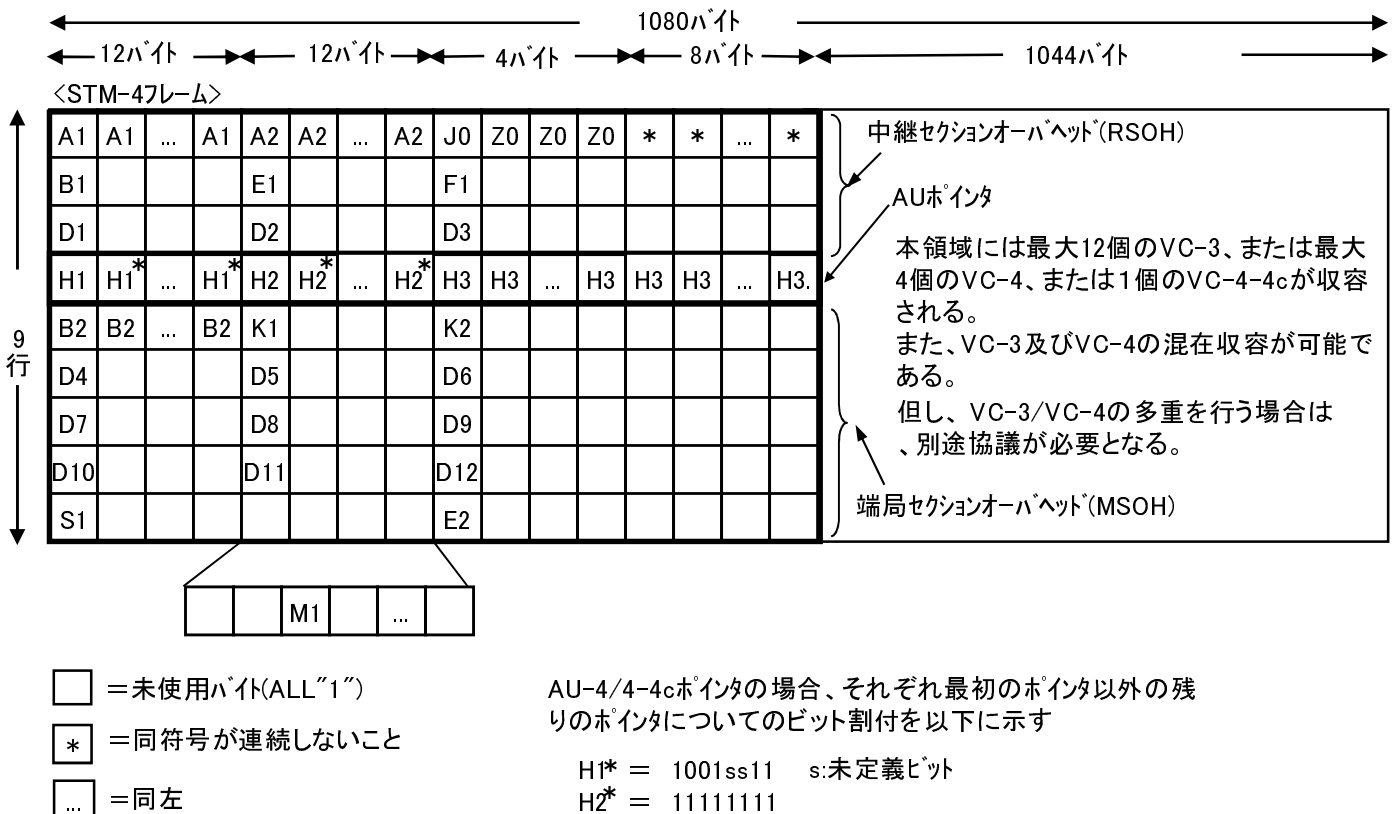 1080ﾊﾞｲﾄ
12ﾊﾞｲﾄ 12ﾊﾞｲﾄ 4ﾊﾞｲﾄ 8ﾊﾞｲﾄ 1044ﾊﾞｲﾄ
<STM-4ﾌﾚｰﾑ>
A1 A1 ... A1 A2 A2 ... A2 J0 Z0 Z0 Z0 * * ... *
B1 E1 F1
D1 D2 D3
H1 H1* ... H1* H2 H2* ... H2* H3 H3 ... H3 H3 H3 ... H3.
B2 B2 ... B2 K1 K2
D4 D5 D6
D7 D8 D9
D10 D11 D12
S1 E2
9
行
M1 ...
中継ｾｸｼｮﾝｵｰﾊﾞﾍｯﾄﾞ(RSOH)
AUﾎﾟｲﾝﾀ
本領域には最大12個のVC-3、または最大
4個のVC-4、または1個のVC-4-4cが収容
される。
また、VC-3及びVC-4の混在収容が可能で
ある。
但し、VC-3/VC-4の多重を行う場合は
、別途協議が必要となる。
端局ｾｸｼｮﾝｵｰﾊﾞﾍｯﾄﾞ(MSOH)
＝未使用ﾊﾞｲﾄ(ALL"1")
* ＝同符号が連続しないこと
... ＝同左
AU-4/4-4cﾎﾟｲﾝﾀの場合、それぞれ最初のﾎﾟｲﾝﾀ以外の残
りのﾎﾟｲﾝﾀについてのビット割付を以下に示す
H1* ＝ 1001ss11 s:未定義ﾋﾞｯﾄ
H2* ＝ 11111111